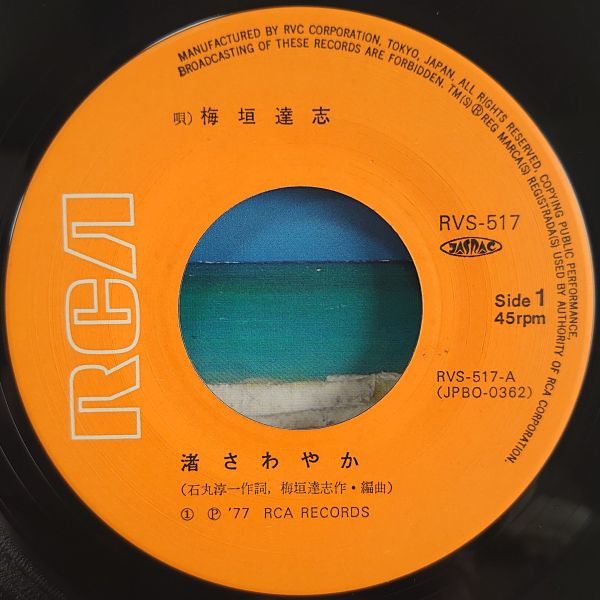 MANUFACTURED BY RVC CORPORATION, TOKYO, JAPAN. ALL RIGHTS RESERVED, COPYING PUBLIC PERFORMANCE,
BROADCASTING OF THESE RECORDS ARE FORBIDDEN. TM(S)®REG MARCA(S) REGISTRADA(S) USED BY AUTHORITY OF RCA CORPORATION.
唄) 梅垣達志
RCA
RVS-517
JASRAC
Side 1
45rpm
RVS-517-A
(JPBO-0362)
渚さわやか
(石丸淳一作詞, 梅垣達志作・編曲)
① ℗ '77 RCA RECORDS